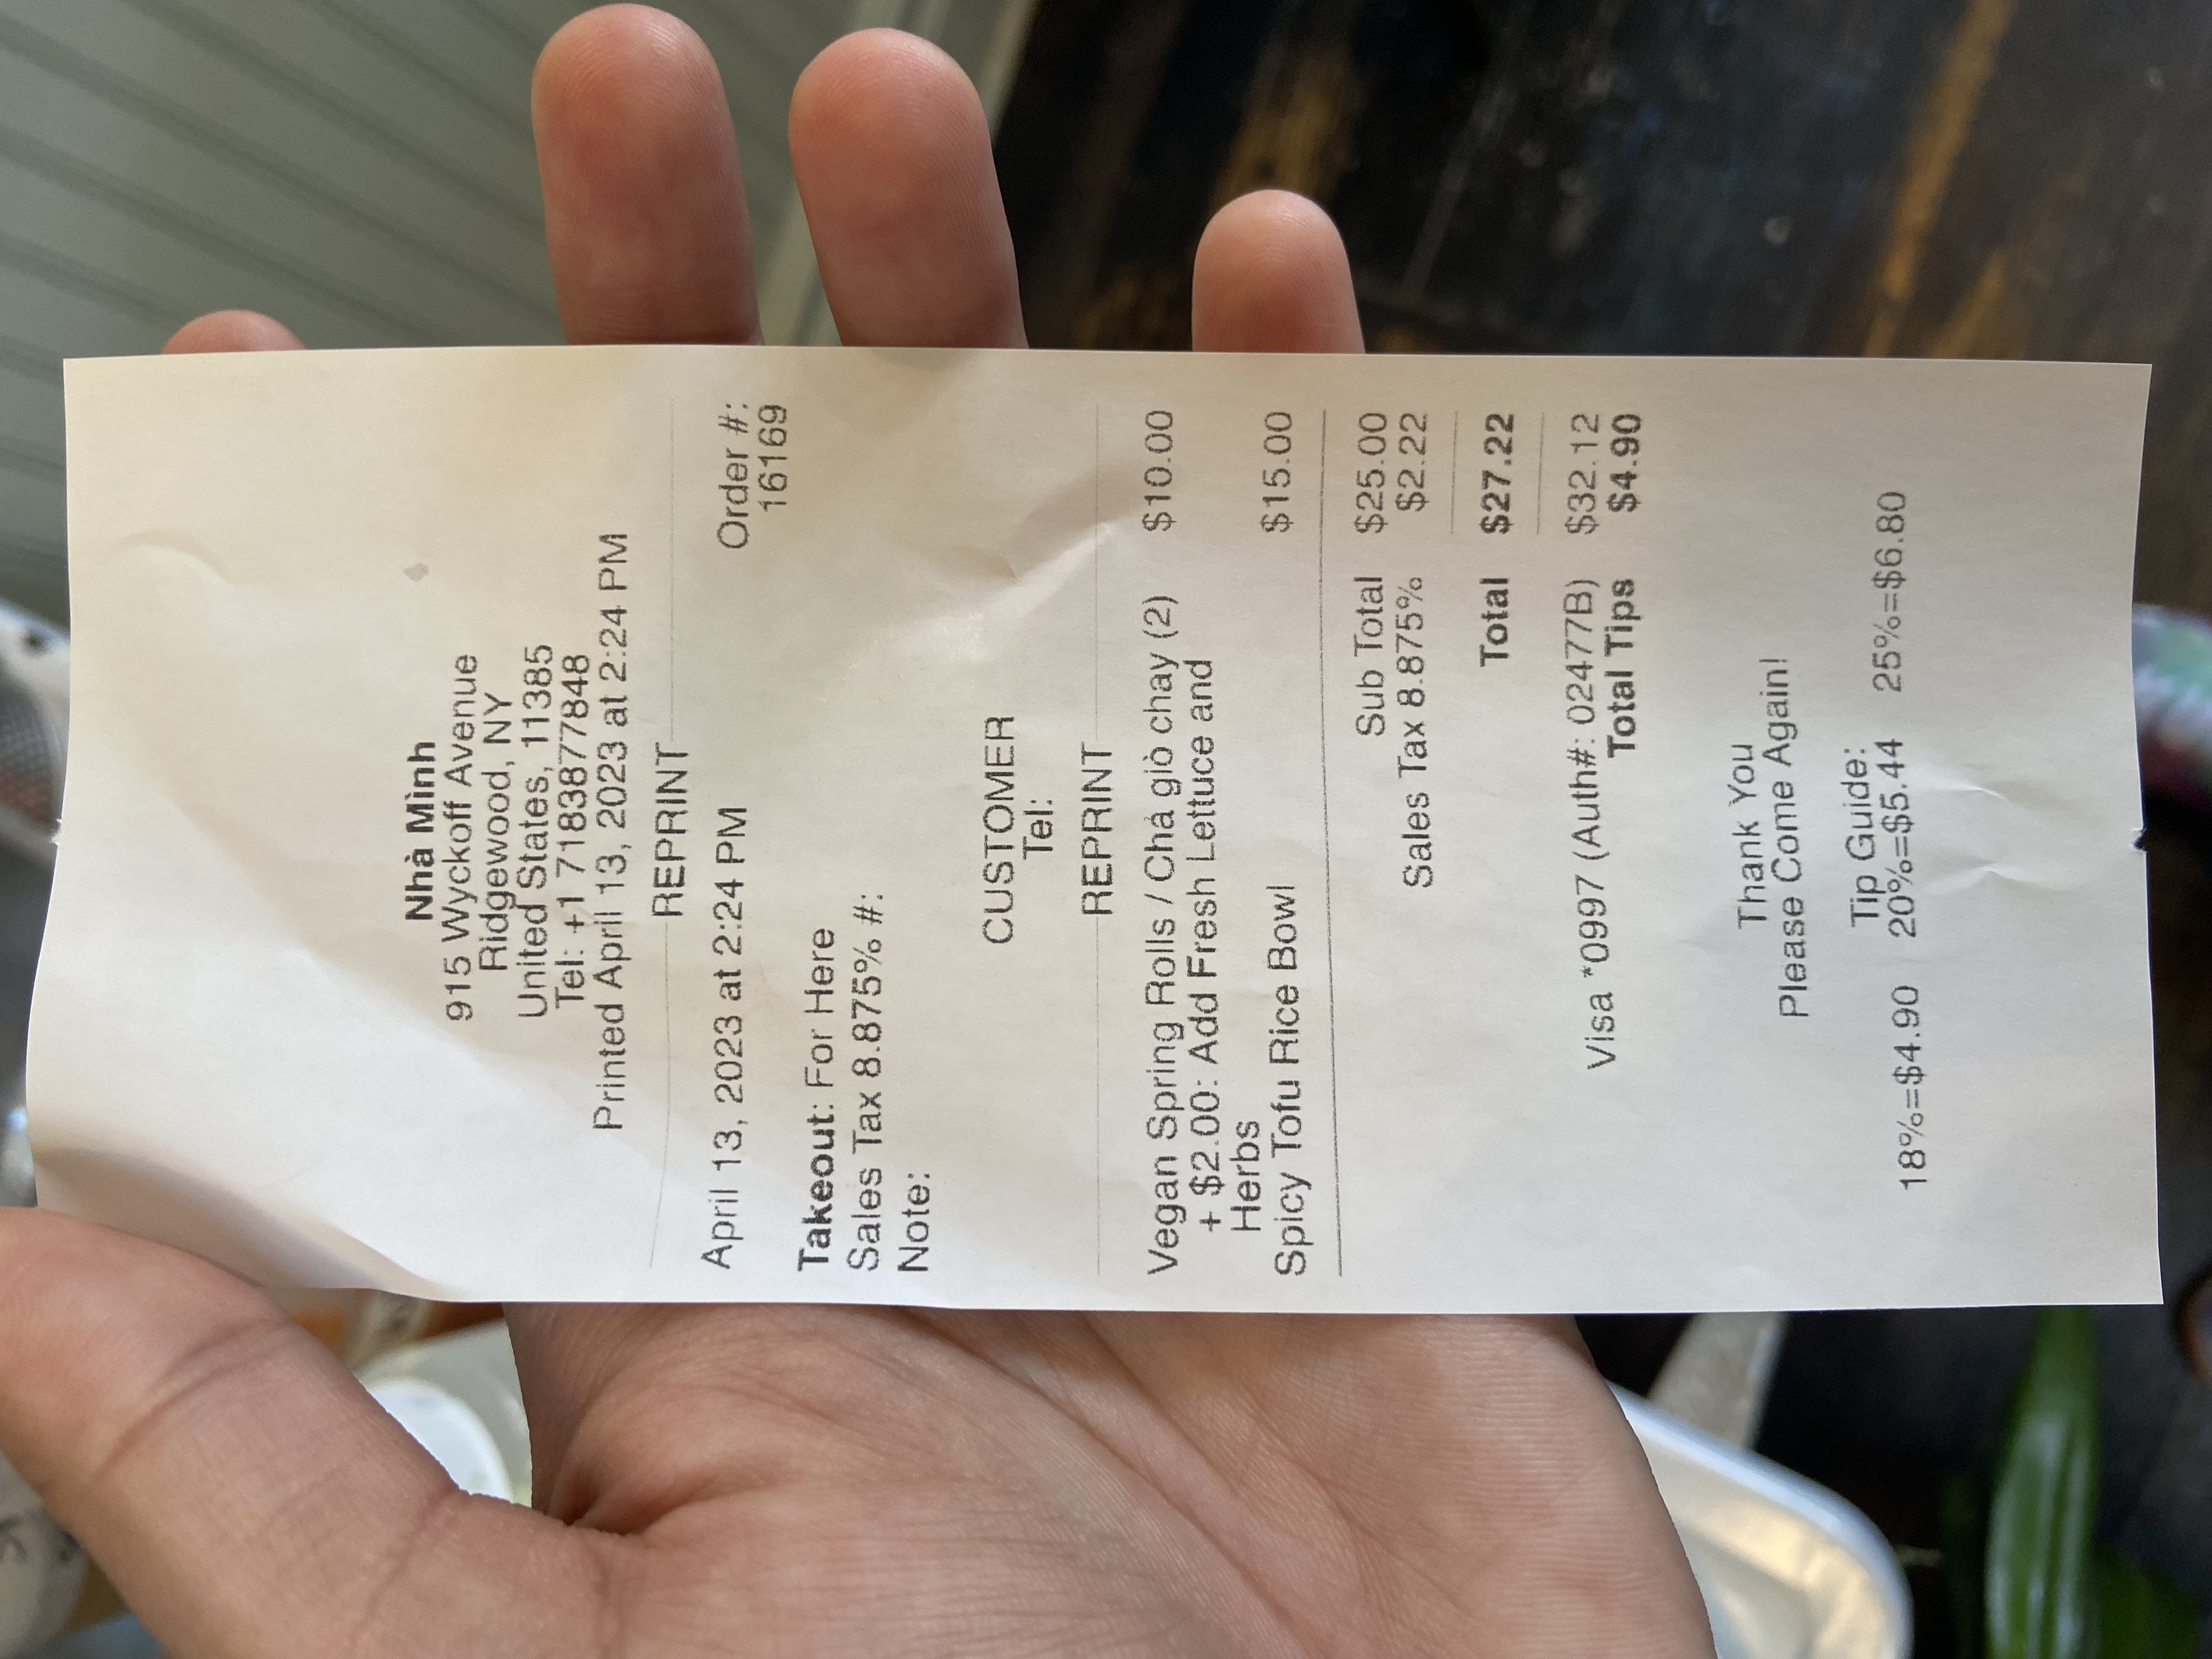 Nhà Mình
915 Wyckoff Avenue
Ridgewood, NY
United States, 11385
Tel: +1 7183877848
Printed April 13, 2023 at 2:24 PM
REPRINT
April 13, 2023 at 2:24 PM Order #:
16169
Takeout: For Here
Sales Tax 8.875% #:
Note:
CUSTOMER
Tel:
REPRINT
Vegan Spring Rolls / Chả giò chay (2) $10.00
+ $2.00: Add Fresh Lettuce and
Herbs
Spicy Tofu Rice Bowl $15.00
Sub Total $25.00
Sales Tax 8.875% $2.22
Total $27.22
Visa *0997 (Auth#: 02477B) $32.12
Total Tips $4.90
Thank You
Please Come Again!
Tip Guide:
18%=$4.90 20%=$5.44 25%=$6.80